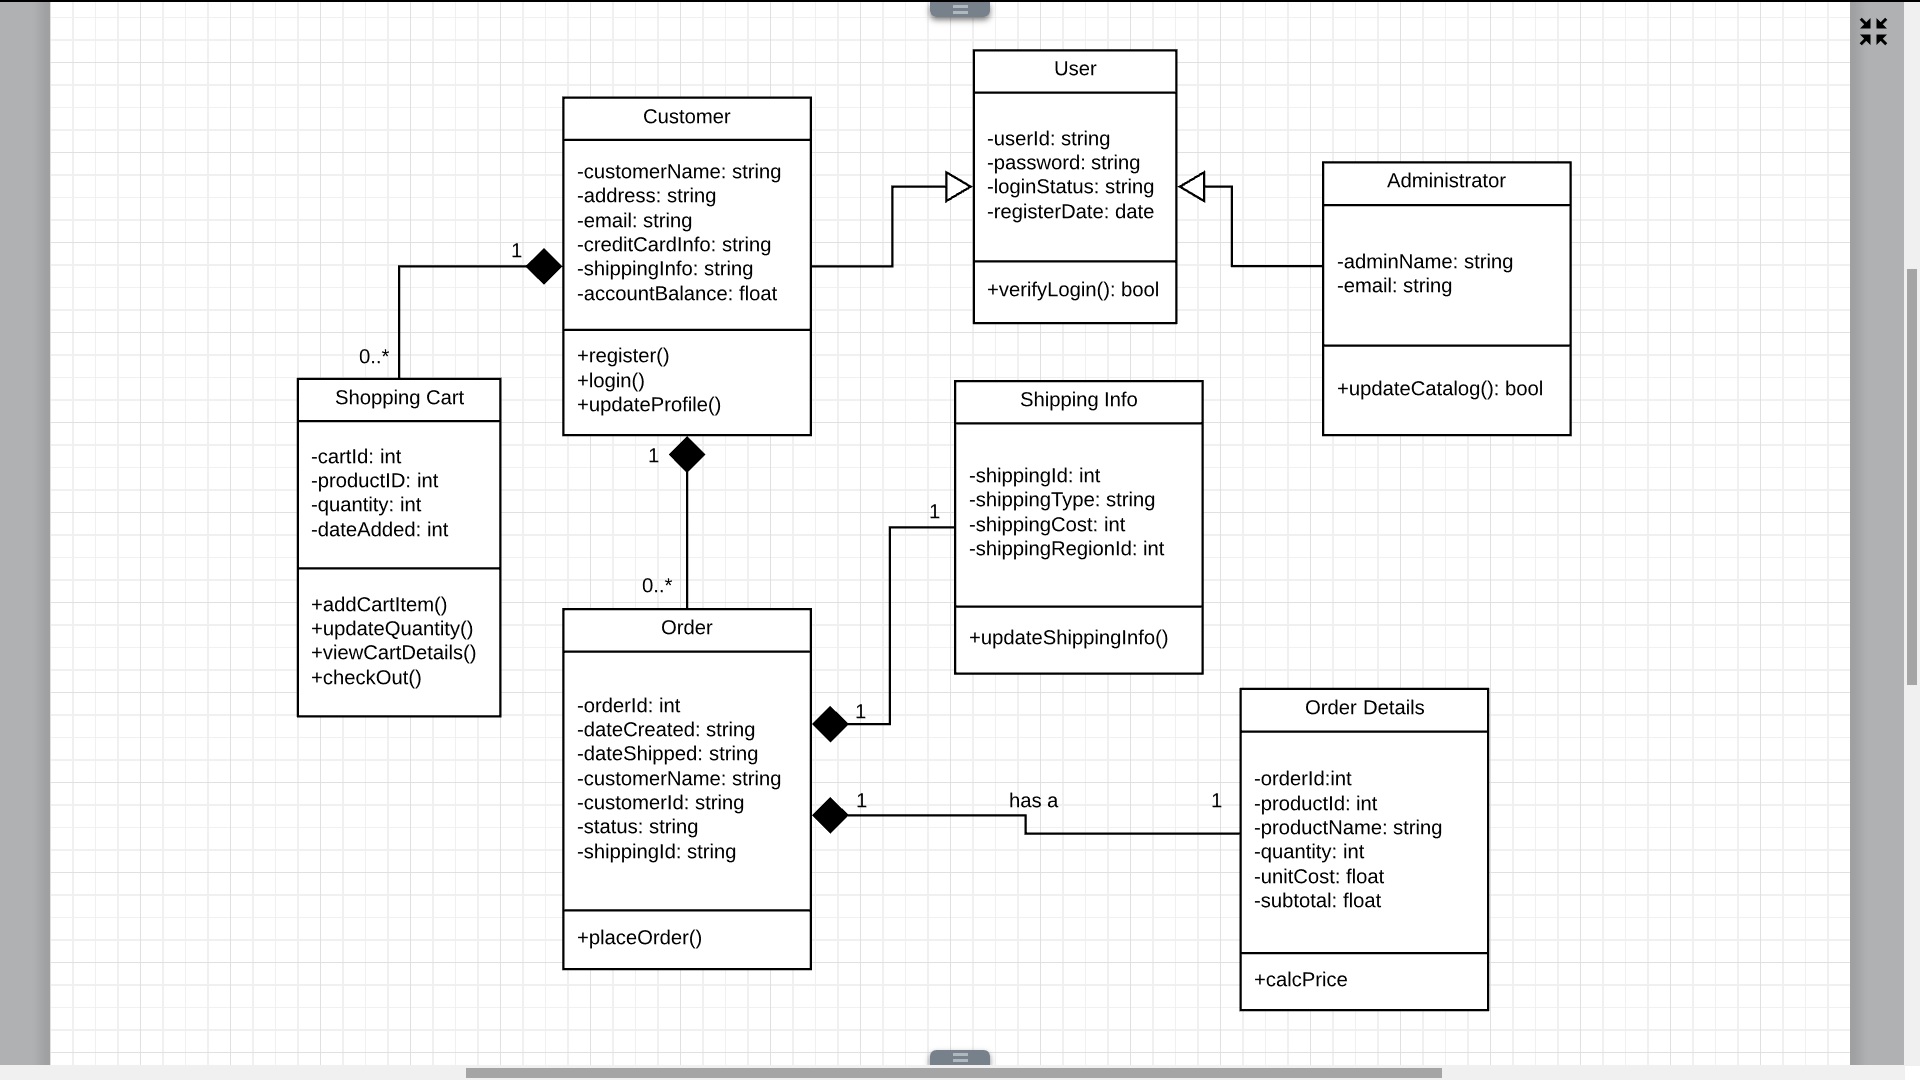 User
-userId: string
-password: string
-loginStatus: string
-registerDate: date
+verifyLogin(): bool
Customer
-customerName: string
-address: string
-email: string
-creditCardInfo: string
-shippingInfo: string
-accountBalance: float
+register()
+login()
+updateProfile()
Administrator
-adminName: string
-email: string
+updateCatalog(): bool
1
0..*
Shopping Cart
-cartId: int
-productID: int
-quantity: int
-dateAdded: int
+addCartItem()
+updateQuantity()
+viewCartDetails()
+checkOut()
1
0..*
Shipping Info
-shippingId: int
-shippingType: string
-shippingCost: int
-shippingRegionId: int
+updateShippingInfo()
1
1
Order
-orderId: int
-dateCreated: string
-dateShipped: string
-customerName: string
-customerId: string
-status: string
-shippingId: string
+placeOrder()
1
has a
1
Order Details
-orderId:int
-productId: int
-productName: string
-quantity: int
-unitCost: float
-subtotal: float
+calcPrice